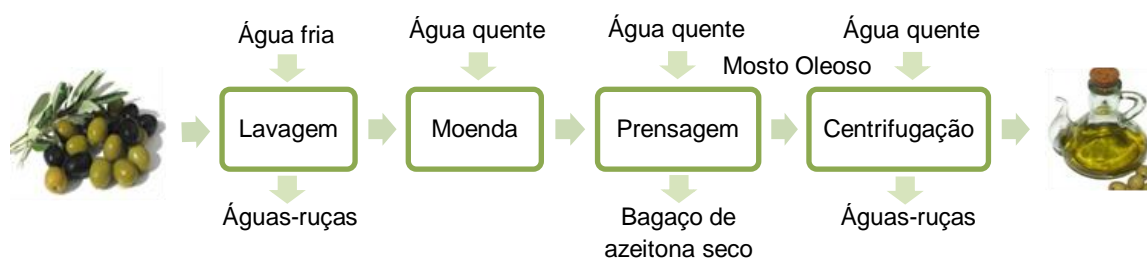 Água fria
Água quente
Água quente
Água quente
Mosto Oleoso
Lavagem
Moenda
Prensagem
Centrifugação
Águas-ruças
Bagaço de
azeitona seco
Águas-ruças